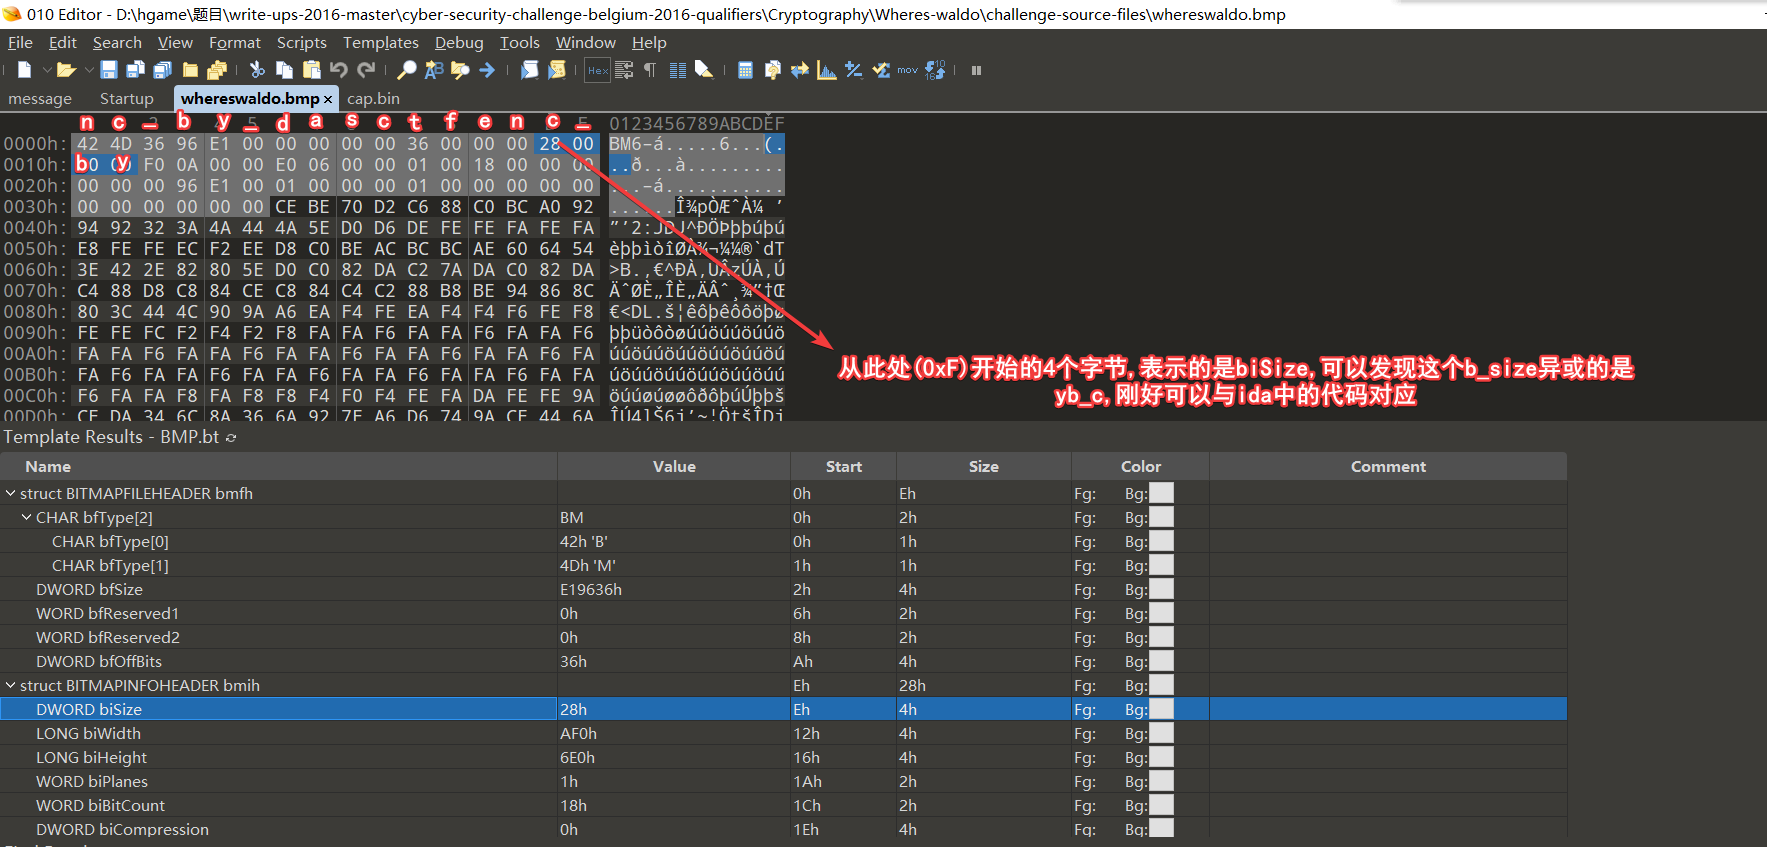 010 Editor - D:\hgame\题目\write-ups-2016-master\cyber-security-challenge-belgium-2016-qualifiers\Cryptography\Wheres-waldo\challenge-source-files\whereswaldo.bmp
File Edit Search View Format Scripts Templates Debug Tools Window Help
message Startup whereswaldo.bmp × cap.bin
n c _ b y _ d a s c t f e n c _ 0123456789ABCDEF
0000h: 42 4D 36 96 E1 00 00 00 00 00 36 00 00 00 28 00 BM6–á.....6...(.
0010h: b y F0 0A 00 00 E0 06 00 00 01 00 18 00 00 00 ..ð...à.........
0020h: 00 00 00 96 E1 00 01 00 00 00 01 00 00 00 00 00 ...–á...........
0030h: 00 00 00 00 00 00 CE BE 70 D2 C6 88 C0 BC A0 92 ......Î¾pÒÆˆÀ¼ ’
0040h: 94 92 32 3A 4A 44 4A 5E D0 D6 DE FE FE FA FE FA ”’2:JDJ^ÐÖÞþþúþú
0050h: E8 FE FE EC F2 EE D8 C0 BE AC BC BC AE 60 64 54 èþþìòîØÀ¾¬¼¼®`dT
0060h: 3E 42 2E 82 80 5E D0 C0 82 DA C2 7A DA C0 82 DA >B.‚€^ÐÀ‚ÚÂzÚÀ‚Ú
0070h: C4 88 D8 C8 84 CE C8 84 C4 C2 88 B8 BE 94 86 8C ÄˆØÈ„ÎÈ„ÄÂˆ¸¾”†Œ
0080h: 80 3C 44 4C 90 9A A6 EA F4 FE EA F4 F4 F6 FE F8 €<DL.š¦êôþêôôöþø
0090h: FE FE FC F2 F4 F2 F8 FA FA F6 FA FA F6 FA FA F6 þþüòôòøúúöúúöúúö
00A0h: FA FA F6 FA FA F6 FA FA F6 FA FA F6 FA FA F6 FA úúöúúöúúöúúöúúöú
00B0h: FA F6 FA FA F6 FA FA F6 FA FA F6 FA FA F6 FA FA úöúúöúúöúúöúúöúú
00C0h: F6 FA FA F8 FA F8 F8 F4 F0 F4 FE FA DA FE FE 9A öúúøúøøôðôþúÚþþš
00D0h: CE DA 34 6C 8A 36 6A 92 7E A6 D6 74 9A CE 44 6A ÎÚ4lŠ6j’~¦ÖtšÎDj
从此处(0xF)开始的4个字节,表示的是biSize,可以发现这个b_size异或的是
yb_c,刚好可以与ida中的代码对应
Template Results - BMP.bt
Name Value Start Size Color Comment
struct BITMAPFILEHEADER bmfh 0h Eh Fg: Bg:
CHAR bfType[2] BM 0h 2h Fg: Bg:
CHAR bfType[0] 42h 'B' 0h 1h Fg: Bg:
CHAR bfType[1] 4Dh 'M' 1h 1h Fg: Bg:
DWORD bfSize E19636h 2h 4h Fg: Bg:
WORD bfReserved1 0h 6h 2h Fg: Bg:
WORD bfReserved2 0h 8h 2h Fg: Bg:
DWORD bfOffBits 36h Ah 4h Fg: Bg:
struct BITMAPINFOHEADER bmih Eh 28h Fg: Bg:
DWORD biSize 28h Eh 4h Fg: Bg:
LONG biWidth AF0h 12h 4h Fg: Bg:
LONG biHeight 6E0h 16h 4h Fg: Bg:
WORD biPlanes 1h 1Ah 2h Fg: Bg:
WORD biBitCount 18h 1Ch 2h Fg: Bg:
DWORD biCompression 0h 1Eh 4h Fg: Bg: